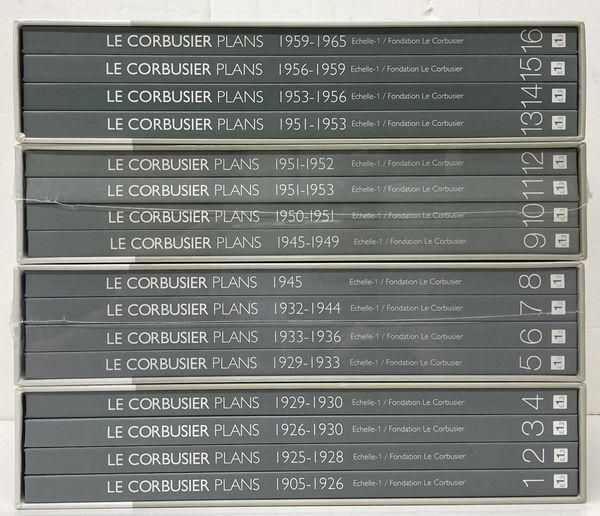 LE CORBUSIER PLANS 1959-1965 Echelle-1 / Fondation Le Corbusier 16
LE CORBUSIER PLANS 1956-1959 Echelle-1 / Fondation Le Corbusier 15
LE CORBUSIER PLANS 1953-1956 Echelle-1 / Fondation Le Corbusier 14
LE CORBUSIER PLANS 1951-1953 Echelle-1 / Fondation Le Corbusier 13
LE CORBUSIER PLANS 1951-1952 Echelle-1 / Fondation Le Corbusier 12
LE CORBUSIER PLANS 1951-1953 Echelle-1 / Fondation Le Corbusier 11
LE CORBUSIER PLANS 1950-1951 Echelle-1 / Fondation Le Corbusier 10
LE CORBUSIER PLANS 1945-1949 Echelle-1 / Fondation Le Corbusier 9
LE CORBUSIER PLANS 1945 Echelle-1 / Fondation Le Corbusier 8
LE CORBUSIER PLANS 1932-1944 Echelle-1 / Fondation Le Corbusier 7
LE CORBUSIER PLANS 1933-1936 Echelle-1 / Fondation Le Corbusier 6
LE CORBUSIER PLANS 1929-1933 Echelle-1 / Fondation Le Corbusier 5
LE CORBUSIER PLANS 1929-1930 Echelle-1 / Fondation Le Corbusier 4
LE CORBUSIER PLANS 1926-1930 Echelle-1 / Fondation Le Corbusier 3
LE CORBUSIER PLANS 1925-1928 Echelle-1 / Fondation Le Corbusier 2
LE CORBUSIER PLANS 1905-1926 Echelle-1 / Fondation Le Corbusier 1